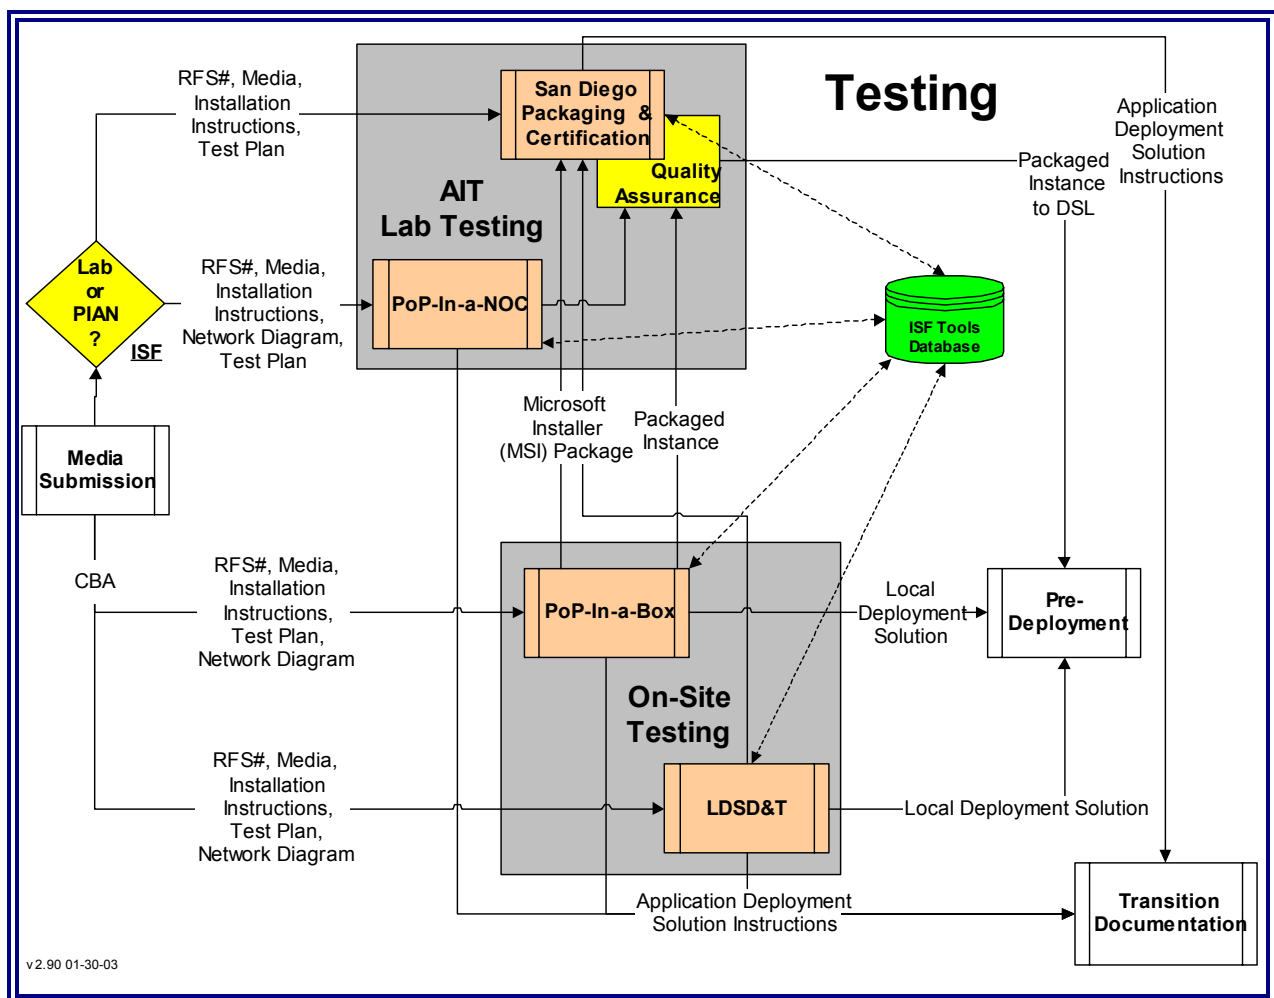 Testing
RFS#, Media,
Installation
Instructions,
Test Plan
San Diego
Packaging &
Certification
Quality
Assurance
AIT
Lab Testing
Application
Deployment
Solution
Instructions
Packaged
Instance
to DSL
Lab
or
PIAN
?
ISF
RFS#, Media,
Installation
Instructions,
Network Diagram,
Test Plan
PoP-In-a-NOC
ISF Tools
Database
Microsoft
Installer
(MSI) Package
Packaged
Instance
Media
Submission
CBA
RFS#, Media,
Installation
Instructions,
Test Plan,
Network Diagram
PoP-In-a-Box
Local
Deployment
Solution
Pre-
Deployment
On-Site
Testing
RFS#, Media,
Installation
Instructions,
Test Plan,
Network Diagram
LDSD&T
Local Deployment Solution
Application Deployment
Solution Instructions
Transition
Documentation
v 2.90 01-30-03